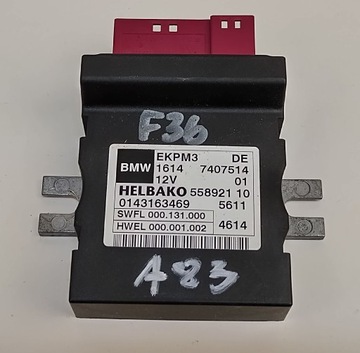 F36
BMW EKPM3 DE
1614 7407514
12V 01
HELBAKO 558921 10
0143163469 5611
SWFL 000.131.000
HWEL 000.001.002 4614
A83